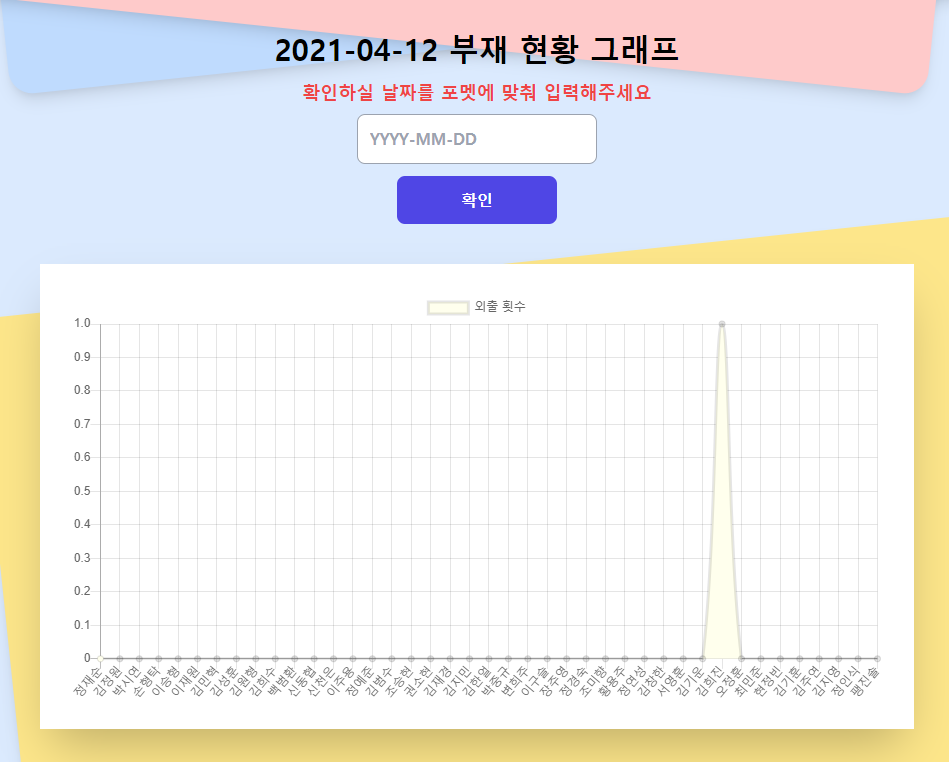 2021-04-12 부재 현황 그래프
확인하실 날짜를 포멧에 맞춰 입력해주세요
YYYY-MM-DD
확인
외출 횟수
1.0
0.9
0.8
0.7
0.6
0.5
0.4
0.3
0.2
0.1
0
정재순
김정원
박시연
손형탁
이승형
이재원
김민혁
김상훈
김원형
김희수
백범환
신동협
신천은
이주용
정예준
김범수
조승현
권소현
김재경
김지민
김한얼
박중규
변희주
이구슬
장주영
정겸숙
조미향
황용주
정연성
김창한
서영훈
김기운
김희진
오정훈
최민준
현정빈
김기훈
김주연
김지영
정인식
팽진솔